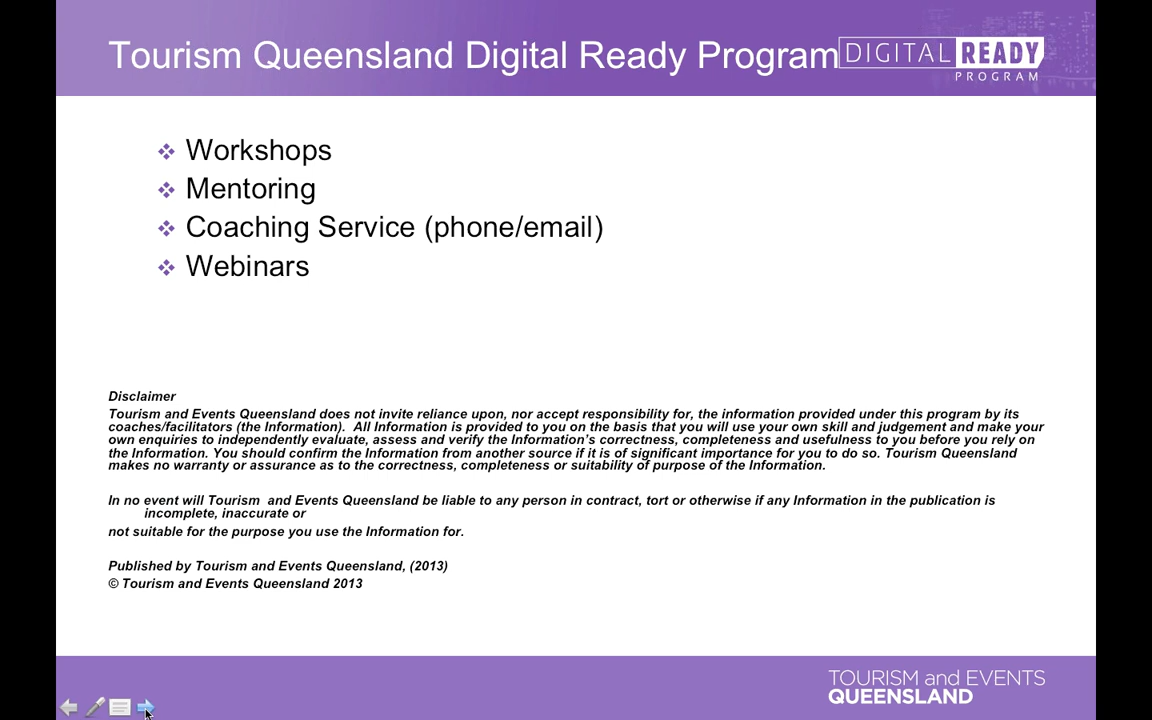 Tourism Queensland Digital Ready Program
DIGITAL READY
PROGRAM
Workshops
Mentoring
Coaching Service (phone/email)
Webinars
Disclaimer
Tourism and Events Queensland does not invite reliance upon, nor accept responsibility for, the information provided under this program by its
coaches/facilitators (the Information).  All Information is provided to you on the basis that you will use your own skill and judgement and make your
own enquiries to independently evaluate, assess and verify the Information's correctness, completeness and usefulness to you before you rely on
the Information. You should confirm the Information from another source if it is of significant importance for you to do so. Tourism Queensland
makes no warranty or assurance as to the correctness, completeness or suitability of purpose of the Information.
In no event will Tourism  and Events Queensland be liable to any person in contract, tort or otherwise if any Information in the publication is
incomplete, inaccurate or
not suitable for the purpose you use the Information for.
Published by Tourism and Events Queensland, (2013)
© Tourism and Events Queensland 2013
TOURISM and EVENTS
QUEENSLAND